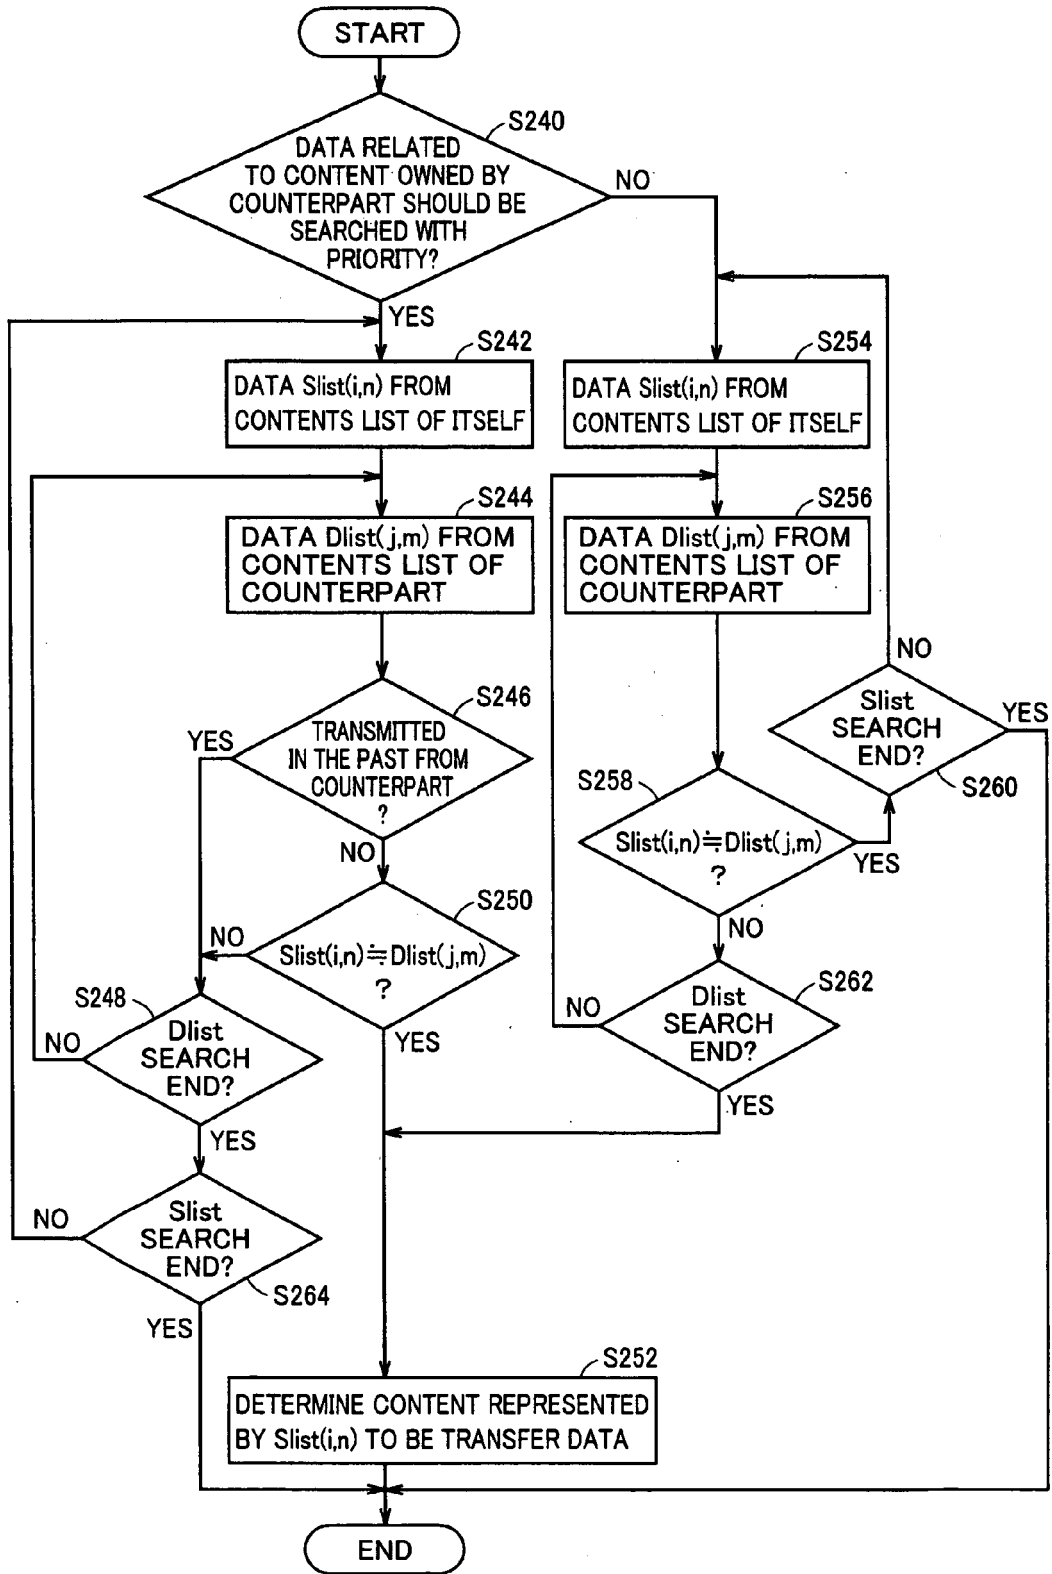 START
S240
DATA RELATED
TO CONTENT OWNED BY
COUNTERPART SHOULD BE
SEARCHED WITH
PRIORITY?
NO
YES
S242
DATA Slist(i,n) FROM
CONTENTS LIST OF ITSELF
S254
DATA Slist(i,n) FROM
CONTENTS LIST OF ITSELF
S244
DATA Dlist(j,m) FROM
CONTENTS LIST OF
COUNTERPART
S256
DATA Dlist(j,m) FROM
CONTENTS LIST OF
COUNTERPART
S246
TRANSMITTED
IN THE PAST FROM
COUNTERPART
?
YES
NO
NO
Slist
SEARCH
END?
YES
S260
S258
Slist(i,n)≒Dlist(j,m)
?
YES
NO
S250
Slist(i,n)≒Dlist(j,m)
?
NO
YES
S248
Dlist
SEARCH
END?
NO
YES
S262
Dlist
SEARCH
END?
NO
YES
Slist
SEARCH
END?
NO
S264
YES
S252
DETERMINE CONTENT REPRESENTED
BY Slist(i,n) TO BE TRANSFER DATA
END